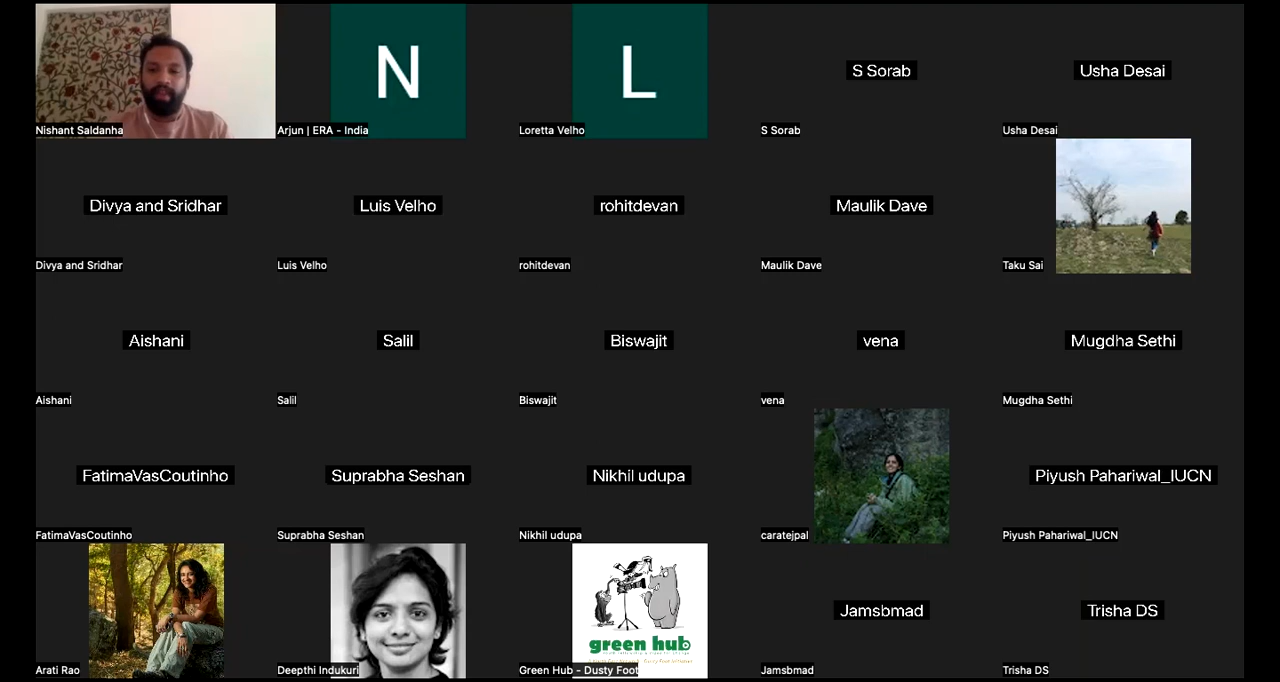 N
L
S Sorab
Usha Desai
Nishant Saldanha
Arjun | ERA - India
Loretta Velho
S Sorab
Usha Desai
Divya and Sridhar
Luis Velho
rohitdevan
Maulik Dave
Divya and Sridhar
Luis Velho
rohitdevan
Maulik Dave
Taku Sai
Aishani
Salil
Biswajit
vena
Mugdha Sethi
Aishani
Salil
Biswajit
vena
Mugdha Sethi
FatimaVasCoutinho
Suprabha Seshan
Nikhil udupa
Piyush Pahariwal_IUCN
FatimaVasCoutinho
Suprabha Seshan
Nikhil udupa
caratejpal
Piyush Pahariwal_IUCN
green hub
Jamsbmad
Trisha DS
Arati Rao
Deepthi Indukuri
Green Hub - Dusty Foot
Jamsbmad
Trisha DS